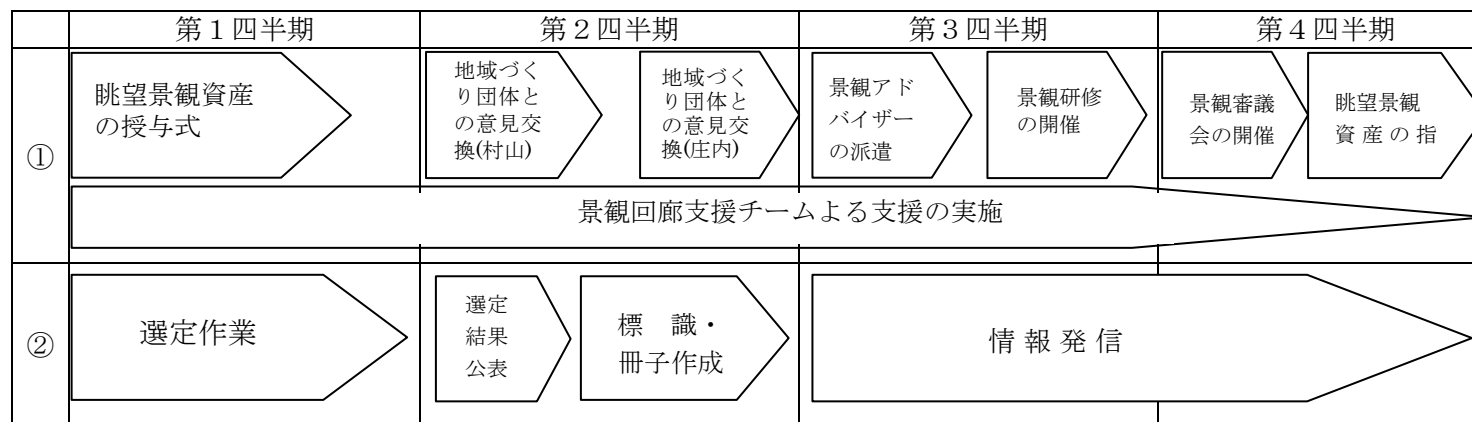 第1四半期
第2四半期
第3四半期
第4四半期
①
眺望景観資産
の授与式
地域づく
り団体と
の意見交
換(村山)
地域づく
り団体と
の意見交
換(庄内)
景観アド
バイザー
の派遣
景観研修
の開催
景観審議
会の開催
眺望景観
資産の指
景観回廊支援チームよる支援の実施
②
選定作業
選定
結果
公表
標　識・
冊子作成
情報発信